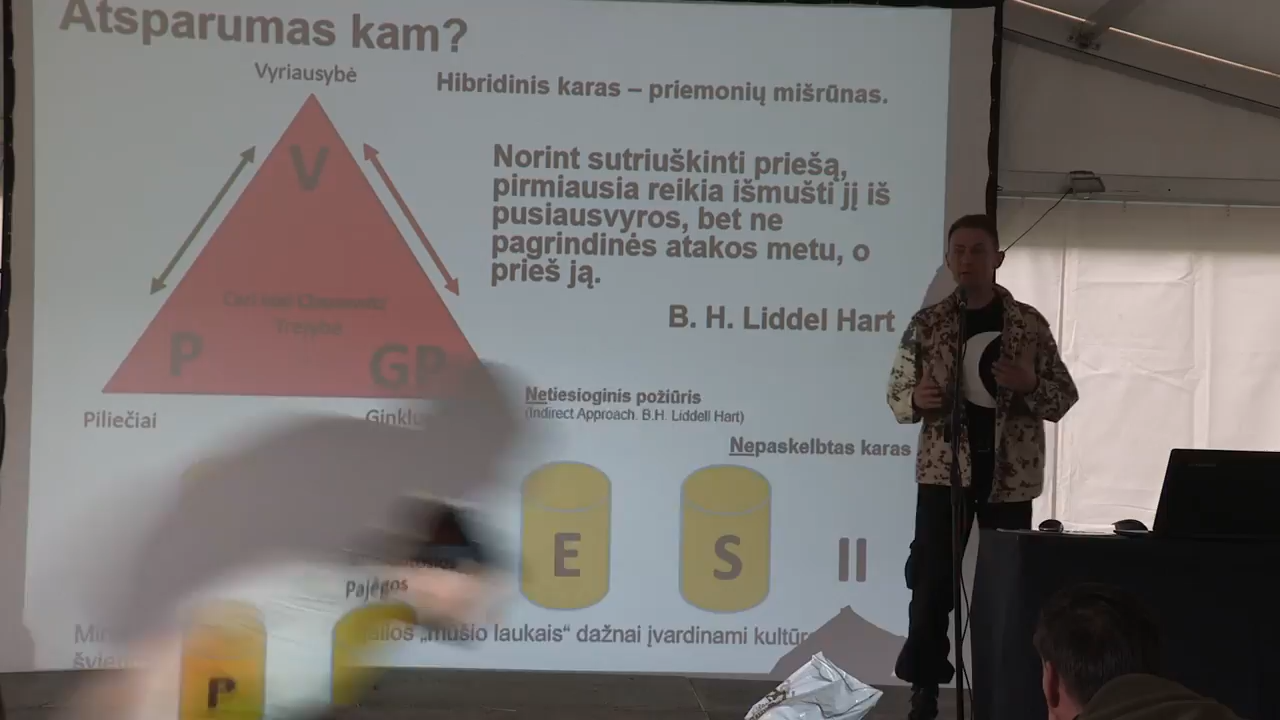 Atsparumas kam?
Vyriausybė
Hibridinis karas – priemonių mišrūnas.
V
Norint sutriuškinti priešą,
pirmiausia reikia išmušti jį iš
pusiausvyros, bet ne
pagrindinės atakos metu, o
prieš ją.
Trejybė
B. H. Liddel Hart
P
GP
Piliečiai
Netiesioginis požiūris
(Indirect Approach. B.H. Liddell Hart)
Nepaskelbtas karas
E
S
II
Pajėgos
„mūšio laukais“ dažnai įvardinami
P